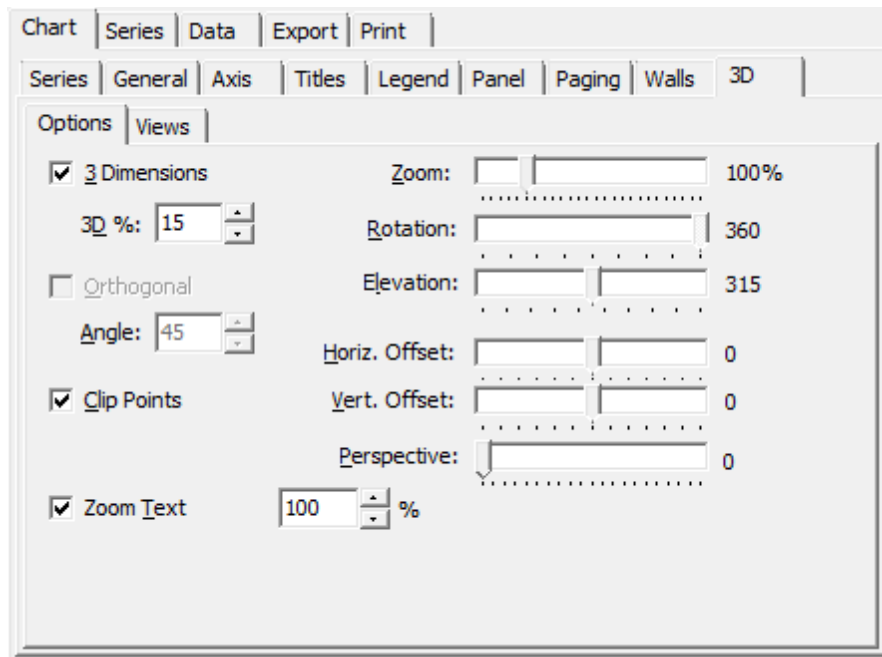 Chart Series Data Export Print
Series General Axis Titles Legend Panel Paging Walls 3D
Options Views
3 Dimensions Zoom: 100%
3D %: 15 Rotation: 360
Orthogonal Elevation: 315
Angle: 45 Horiz. Offset: 0
Clip Points Vert. Offset: 0
Perspective: 0
Zoom Text 100 %